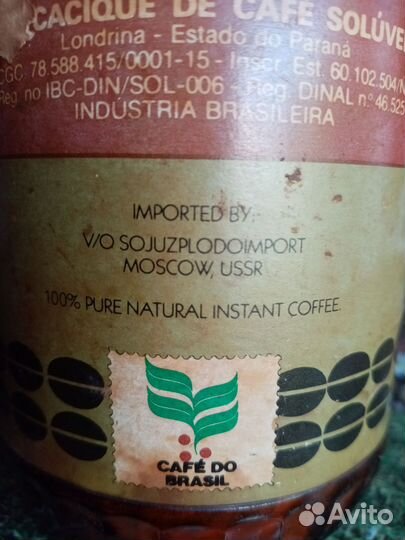 CACIQUE DE CAFÉ SOLÚVE
Londrina - Estado do Paraná
CGC: 78.588.415/0001-15 - Inscr. Est. 60.102.504/
Reg. no IBC-DIN/SOL-006 - Reg. DINAL n.º 46.525
INDÚSTRIA BRASILEIRA
IMPORTED BY:
V/O SOJUZPLODOIMPORT
MOSCOW, USSR
100% PURE NATURAL INSTANT COFFEE.
CAFÉ DO
BRASIL
Avito